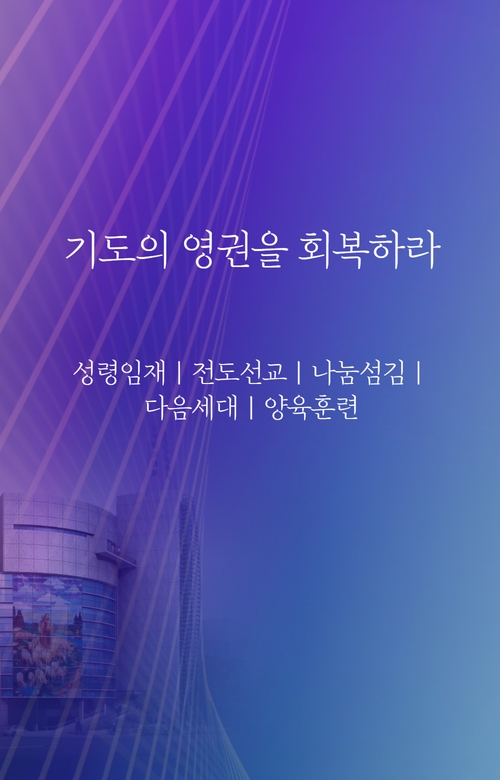 기도의 영권을 회복하라
성령임재 | 전도선교 | 나눔섬김 |
다음세대 | 양육훈련